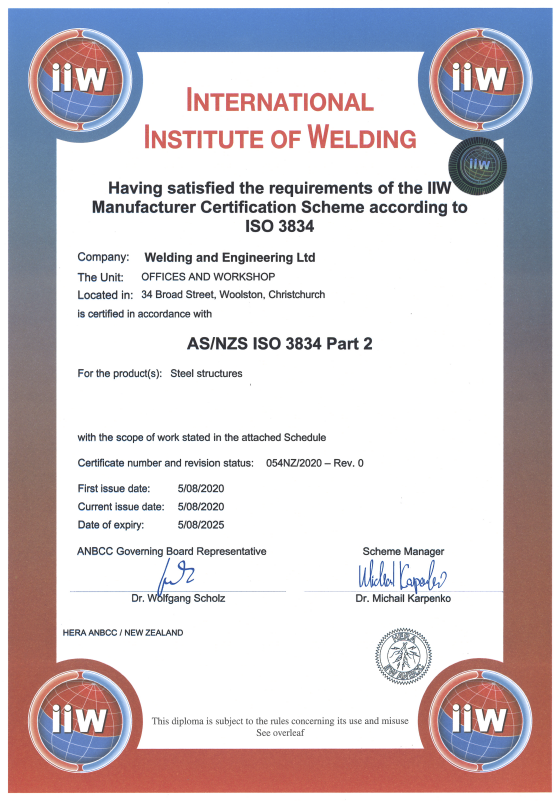 iiW
iiW
INTERNATIONAL
INSTITUTE OF WELDING
iiW
Having satisfied the requirements of the IIW
Manufacturer Certification Scheme according to
ISO 3834
Company: Welding and Engineering Ltd
The Unit: OFFICES AND WORKSHOP
Located in: 34 Broad Street, Woolston, Christchurch
is certified in accordance with
AS/NZS ISO 3834 Part 2
For the product(s): Steel structures
with the scope of work stated in the attached Schedule
Certificate number and revision status: 054NZ/2020 – Rev. 0
First issue date: 5/08/2020
Current issue date: 5/08/2020
Date of expiry: 5/08/2025
ANBCC Governing Board Representative
Scheme Manager
Michail Karpenko
Dr. Wolfgang Scholz
Dr. Michail Karpenko
HERA ANBCC / NEW ZEALAND
HERA
iiW
iiW
This diploma is subject to the rules concerning its use and misuse
See overleaf